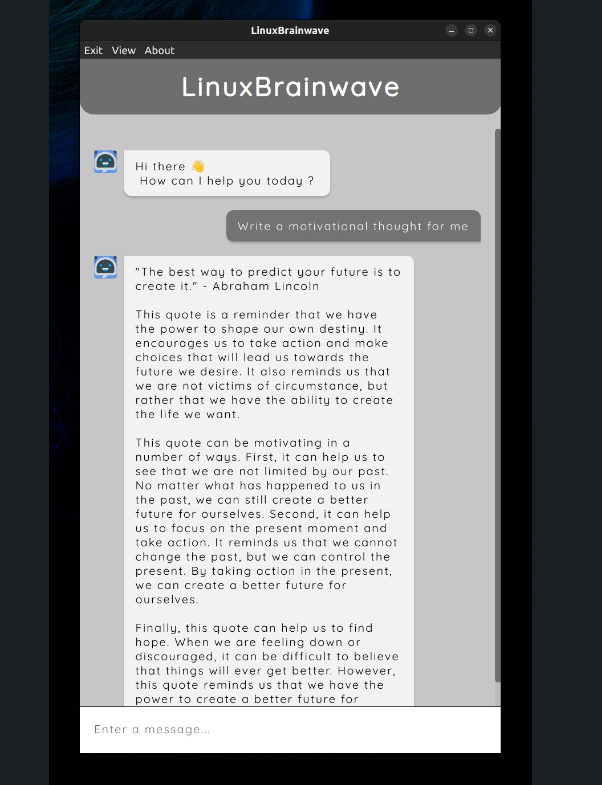 LinuxBrainwave
Exit View About
LinuxBrainwave
Hi there 👋
How can I help you today ?
Write a motivational thought for me
"The best way to predict your future is to
create it." - Abraham Lincoln
This quote is a reminder that we have
the power to shape our own destiny. It
encourages us to take action and make
choices that will lead us towards the
future we desire. It also reminds us that
we are not victims of circumstance, but
rather that we have the ability to create
the life we want.
This quote can be motivating in a
number of ways. First, it can help us to
see that we are not limited by our past.
No matter what has happened to us in
the past, we can still create a better
future for ourselves. Second, it can help
us to focus on the present moment and
take action. It reminds us that we cannot
change the past, but we can control the
present. By taking action in the present,
we can create a better future for
ourselves.
Finally, this quote can help us to find
hope. When we are feeling down or
discouraged, it can be difficult to believe
that things will ever get better. However,
this quote reminds us that we have the
power to create a better future for
Enter a message...